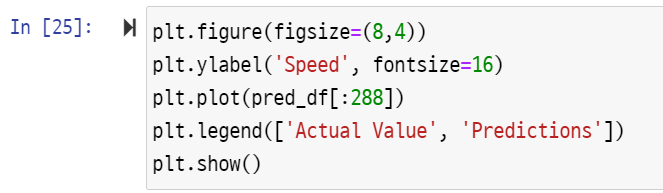 In [25]:
plt.figure(figsize=(8,4))
plt.ylabel('Speed', fontsize=16)
plt.plot(pred_df[:288])
plt.legend(['Actual Value', 'Predictions'])
plt.show()